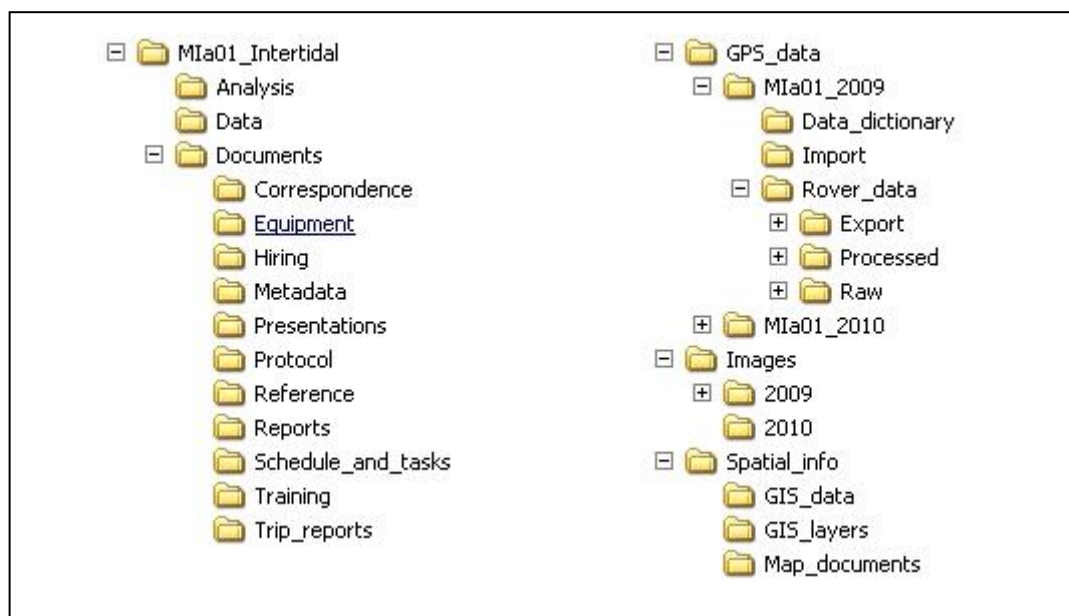 MIa01_Intertidal
Analysis
Data
Documents
Correspondence
Equipment
Hiring
Metadata
Presentations
Protocol
Reference
Reports
Schedule_and_tasks
Training
Trip_reports
GPS_data
MIa01_2009
Data_dictionary
Import
Rover_data
Export
Processed
Raw
MIa01_2010
Images
2009
2010
Spatial_info
GIS_data
GIS_layers
Map_documents